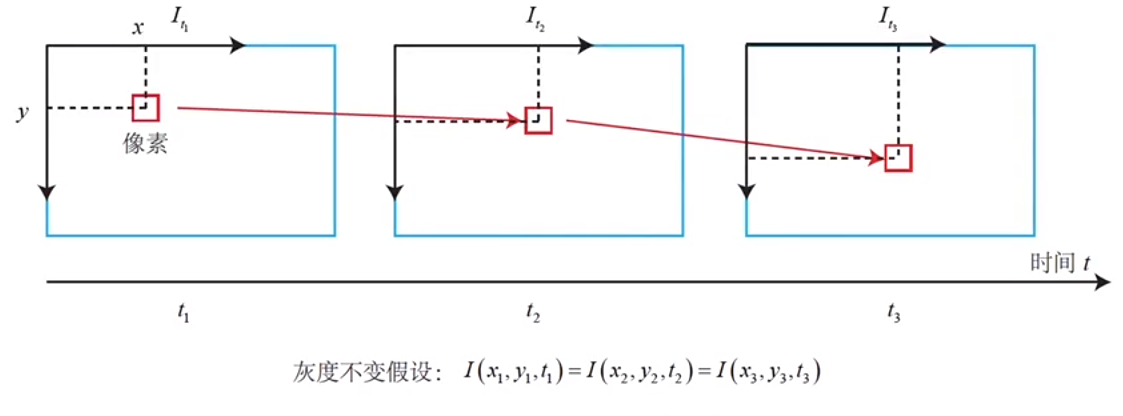 x I_{t_1} I_{t_2} I_{t_3}
y
像素
时间 t
t_1 t_2 t_3
灰度不变假设： I(x_1, y_1, t_1) = I(x_2, y_2, t_2) = I(x_3, y_3, t_3)